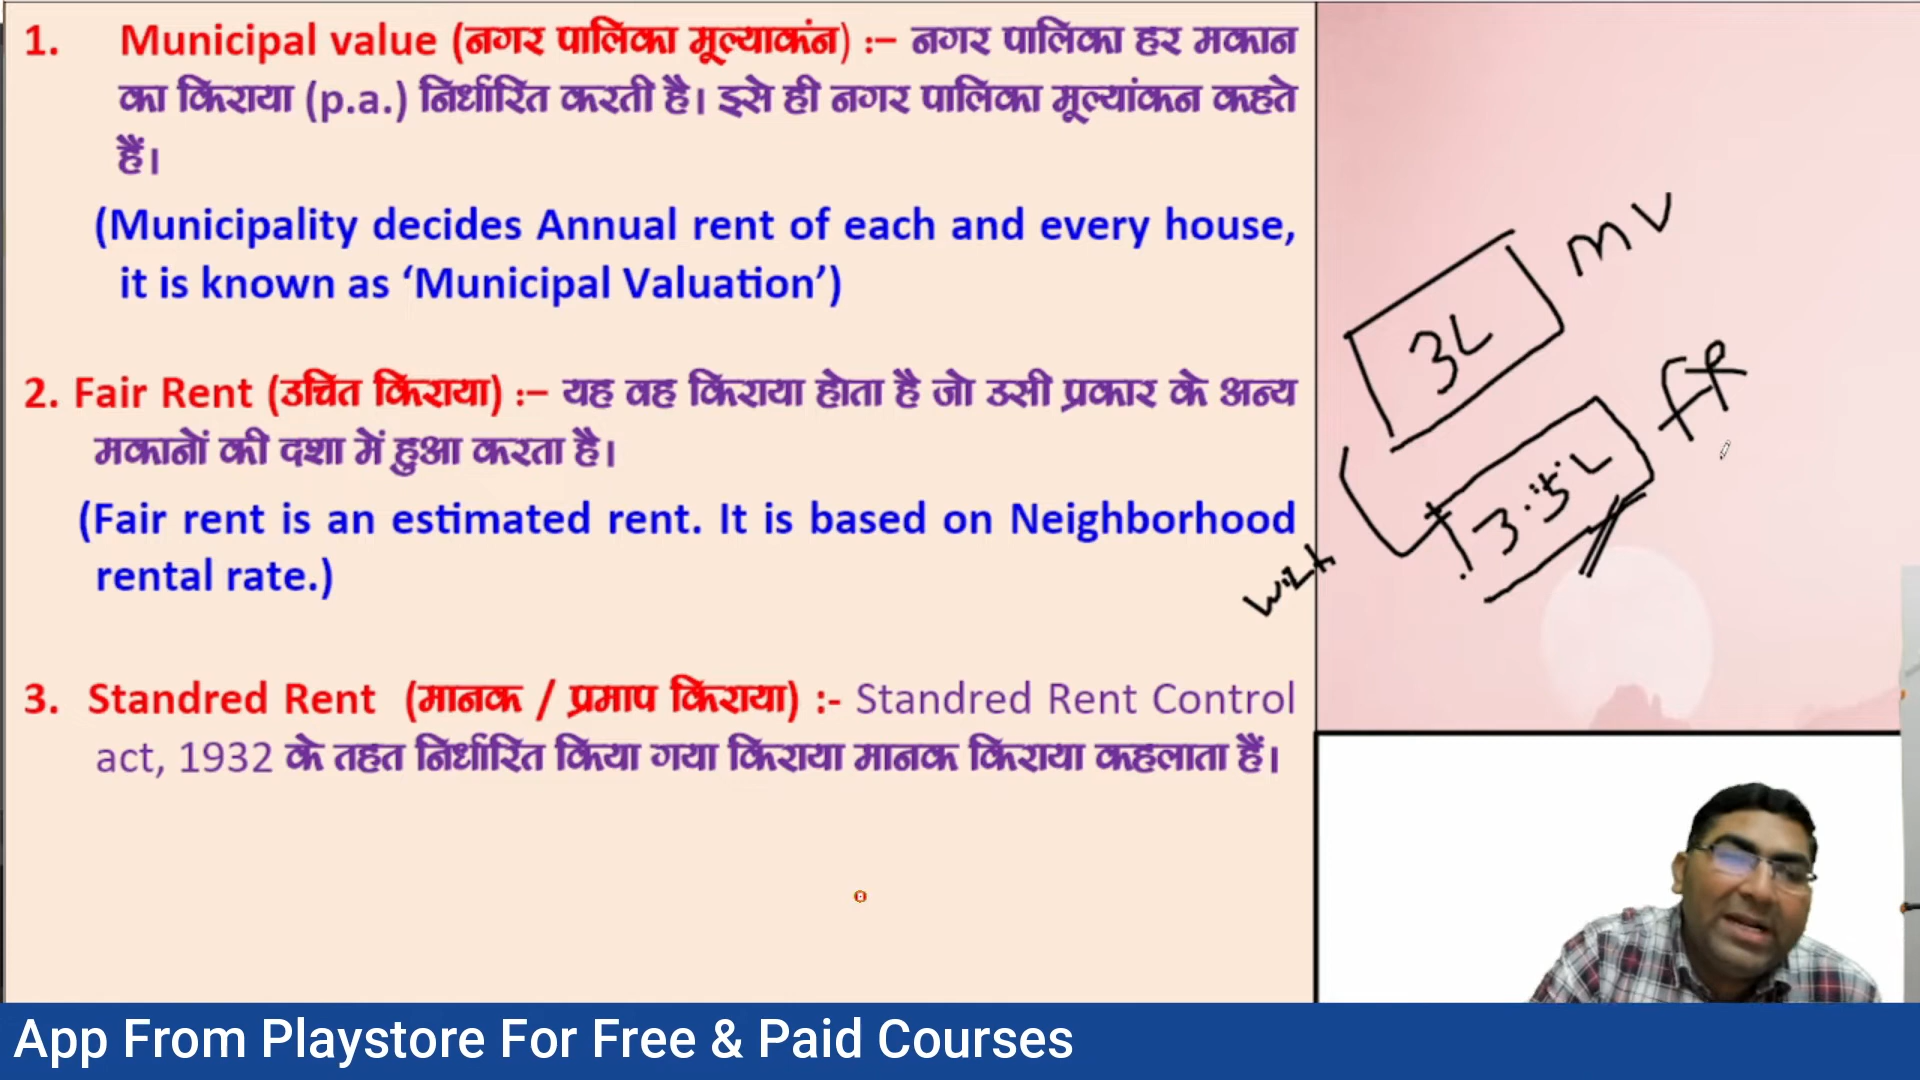 1. Municipal value (नगर पालिका मूल्याकंन) :– नगर पालिका हर मकान
का किराया (p.a.) निर्धारित करती है। इसे ही नगर पालिका मूल्यांकन कहते
हैं।
(Municipality decides Annual rent of each and every house,
it is known as ‘Municipal Valuation’)
2. Fair Rent (उचित किराया) :– यह वह किराया होता है जो उसी प्रकार के अन्य
मकानों की दशा में हुआ करता है।
(Fair rent is an estimated rent. It is based on Neighborhood
rental rate.)
3. Standred Rent (मानक / प्रमाप किराया) :- Standred Rent Control
act, 1932 के तहत निर्धारित किया गया किराया मानक किराया कहलाता हैं।
MV
3L
FR
3.5L
App From Playstore For Free & Paid Courses